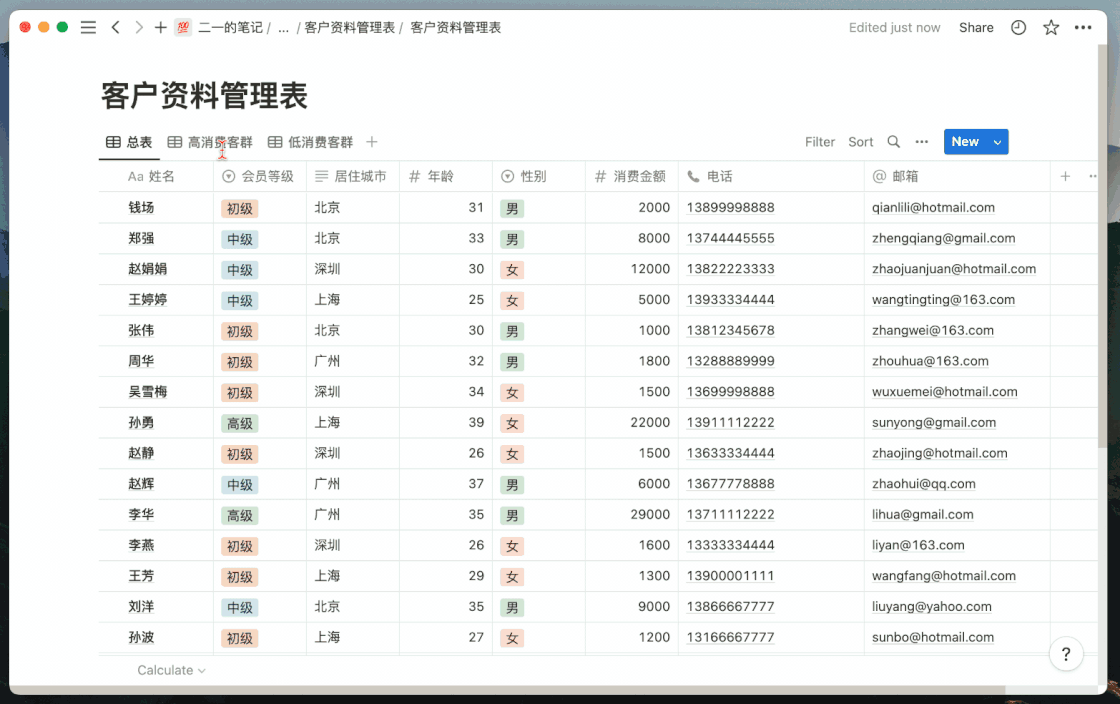 二一的笔记 / ... / 客户资料管理表 / 客户资料管理表 Edited just now Share
客户资料管理表
总表 高消费客群 低消费客群 + Filter Sort New
Aa 姓名 会员等级 居住城市 # 年龄 性别 # 消费金额 电话 @ 邮箱 +
钱场 初级 北京 31 男 2000 13899998888 qianlili@hotmail.com
郑强 中级 北京 33 男 8000 13744445555 zhengqiang@gmail.com
赵娟娟 中级 深圳 30 女 12000 13822223333 zhaojuanjuan@hotmail.com
王婷婷 中级 上海 25 女 5000 13933334444 wangtingting@163.com
张伟 初级 北京 30 男 1000 13812345678 zhangwei@163.com
周华 初级 广州 32 男 1800 13288889999 zhouhua@163.com
吴雪梅 初级 深圳 34 女 1500 13699998888 wuxuemei@hotmail.com
孙勇 高级 上海 39 女 22000 13911112222 sunyong@gmail.com
赵静 初级 深圳 26 女 1500 13633334444 zhaojing@hotmail.com
赵辉 中级 广州 37 男 6000 13677778888 zhaohui@qq.com
李华 高级 广州 35 男 29000 13711112222 lihua@gmail.com
李燕 初级 深圳 26 女 1600 13333334444 liyan@163.com
王芳 初级 上海 29 女 1300 13900001111 wangfang@hotmail.com
刘洋 中级 北京 35 男 9000 13866667777 liuyang@yahoo.com
孙波 初级 上海 27 女 1200 13166667777 sunbo@hotmail.com
Calculate ?